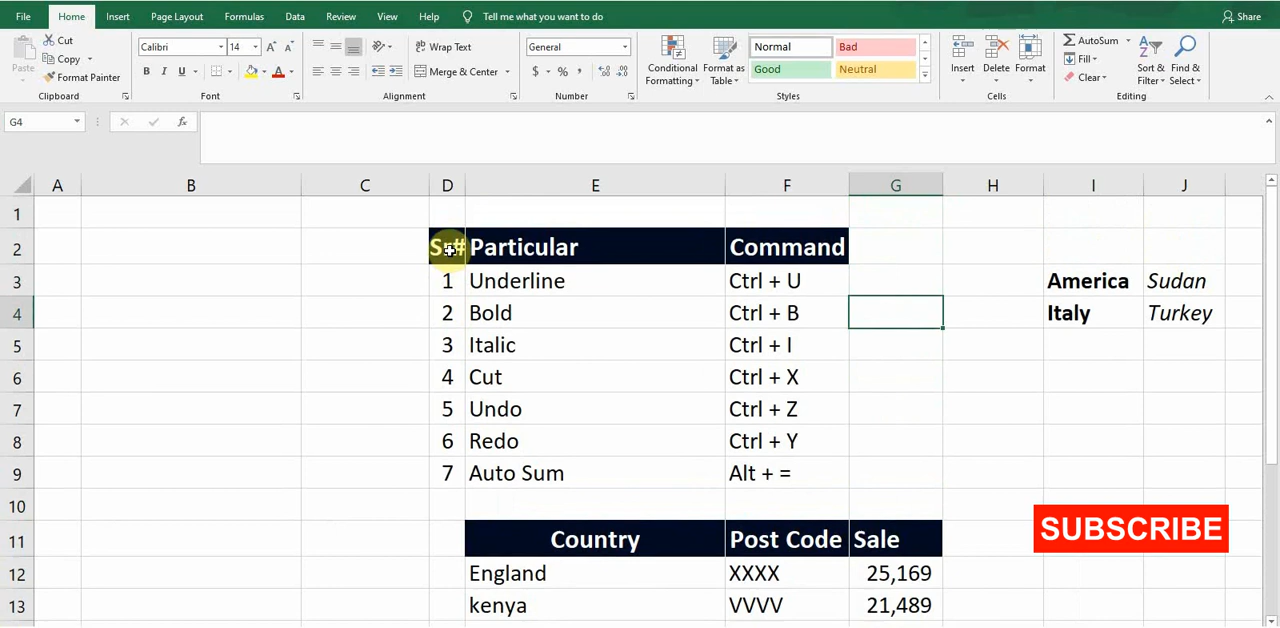 File Home Insert Page Layout Formulas Data Review View Help Tell me what you want to do Share
Paste Cut Copy Format Painter Clipboard
Calibri 14 A A B I U A Font
Wrap Text Merge & Center Alignment
General $ % , Number
Conditional Formatting Format as Table Normal Bad Good Neutral Styles
Insert Delete Format Cells
AutoSum Fill Clear Sort & Filter Find & Select Editing
G4 fx
A B C D E F G H I J
1
2 Sr# Particular Command
3 1 Underline Ctrl + U America Sudan
4 2 Bold Ctrl + B Italy Turkey
5 3 Italic Ctrl + I
6 4 Cut Ctrl + X
7 5 Undo Ctrl + Z
8 6 Redo Ctrl + Y
9 7 Auto Sum Alt + =
10
11 Country Post Code Sale SUBSCRIBE
12 England XXXX 25,169
13 kenya VVVV 21,489